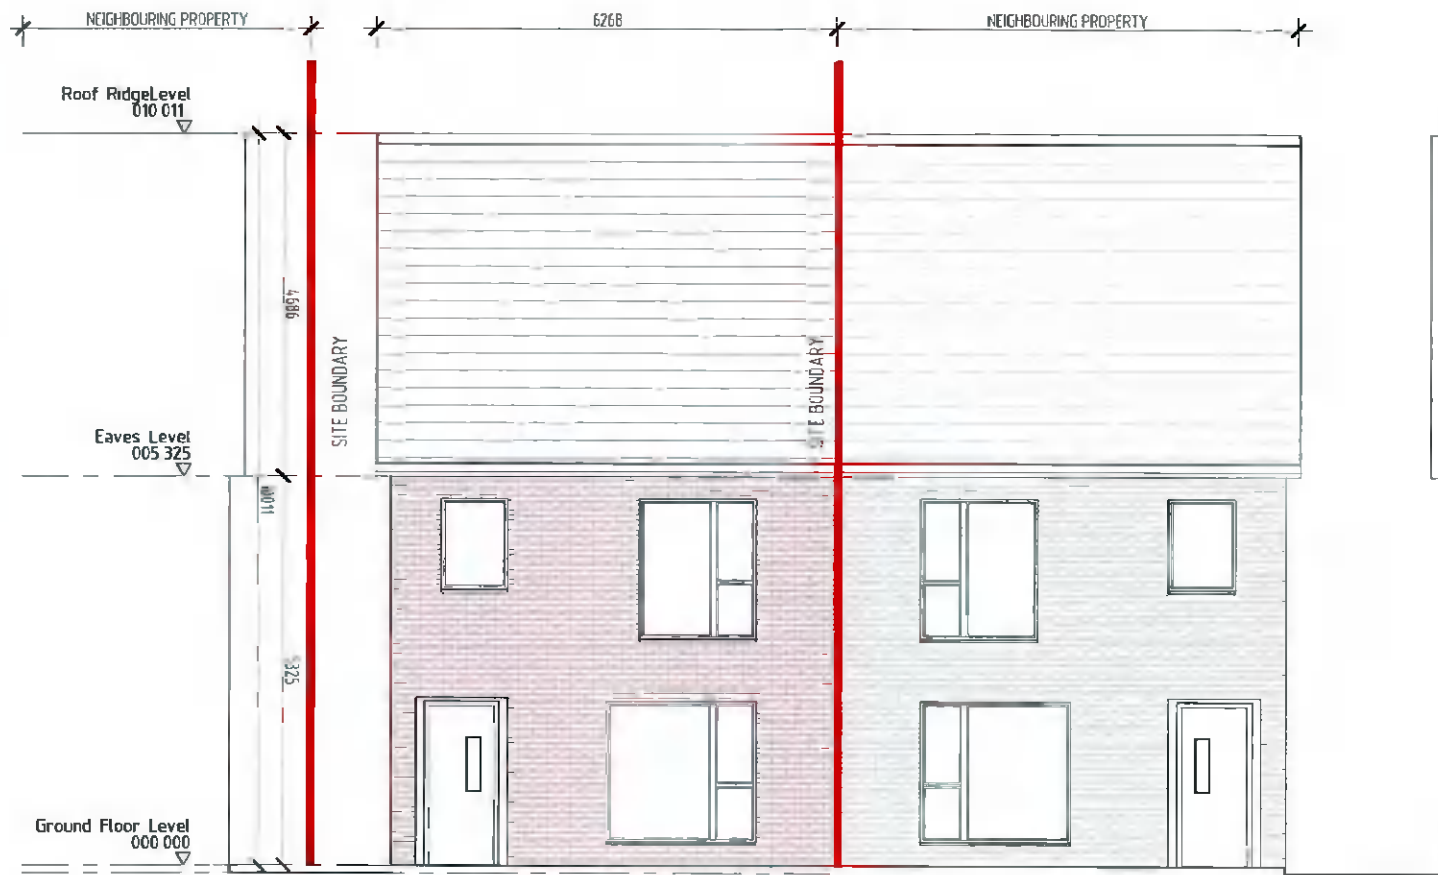 NEIGHBOURING PROPERTY
6268
NEIGHBOURING PROPERTY
Roof RidgeLevel
010 011
4686
SITE BOUNDARY
SITE BOUNDARY
Eaves Level
005 325
5325
Ground Floor Level
000 000